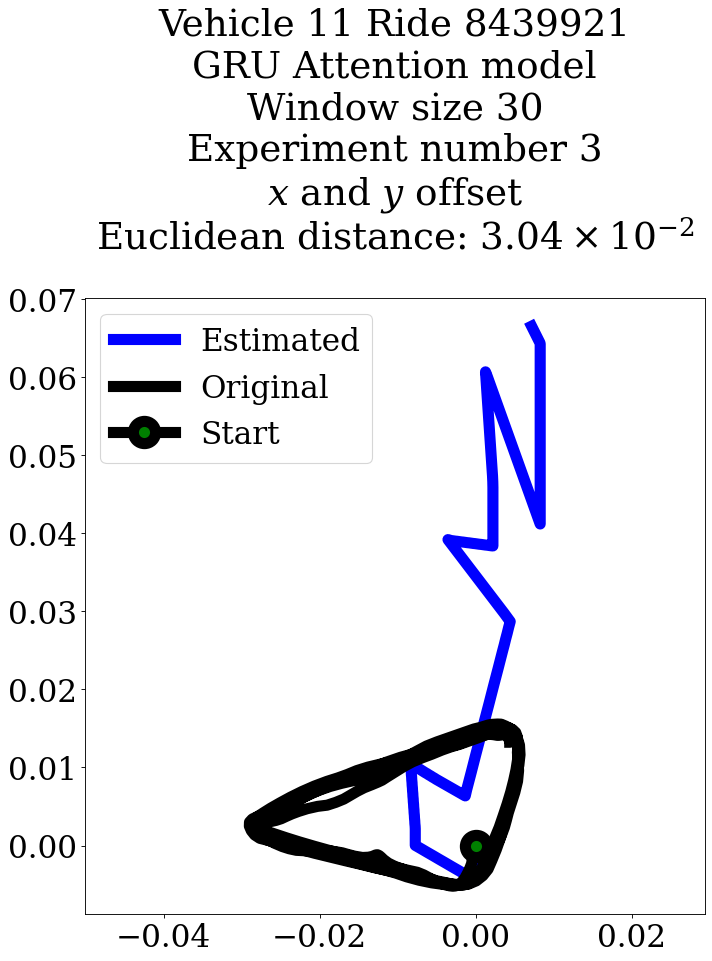 Vehicle 11 Ride 8439921
GRU Attention model
Window size 30
Experiment number 3
x and y offset
Euclidean distance: 3.04 × 10⁻²
0.07
0.06
0.05
0.04
0.03
0.02
0.01
0.00
Estimated
Original
Start
−0.04 −0.02 0.00 0.02